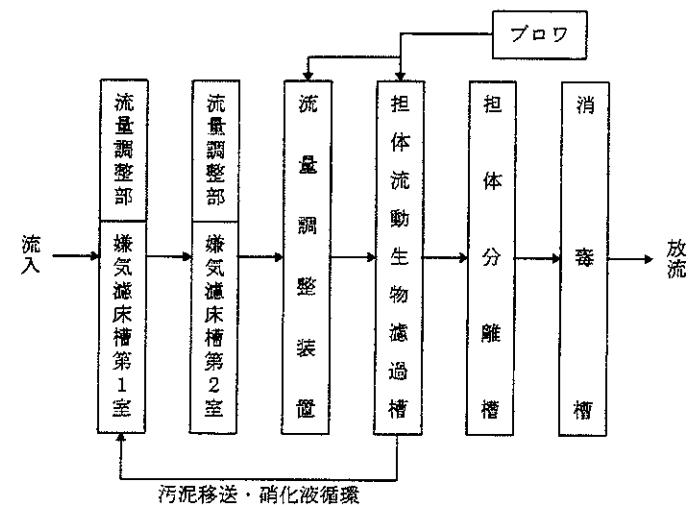 ブロワ
流量調整部
流量調整部
流量調整装置
担体流動生物濾過槽
担体分離槽
消毒槽
流入
嫌気濾床槽第1室
嫌気濾床槽第2室
放流
汚泥移送・硝化液循環